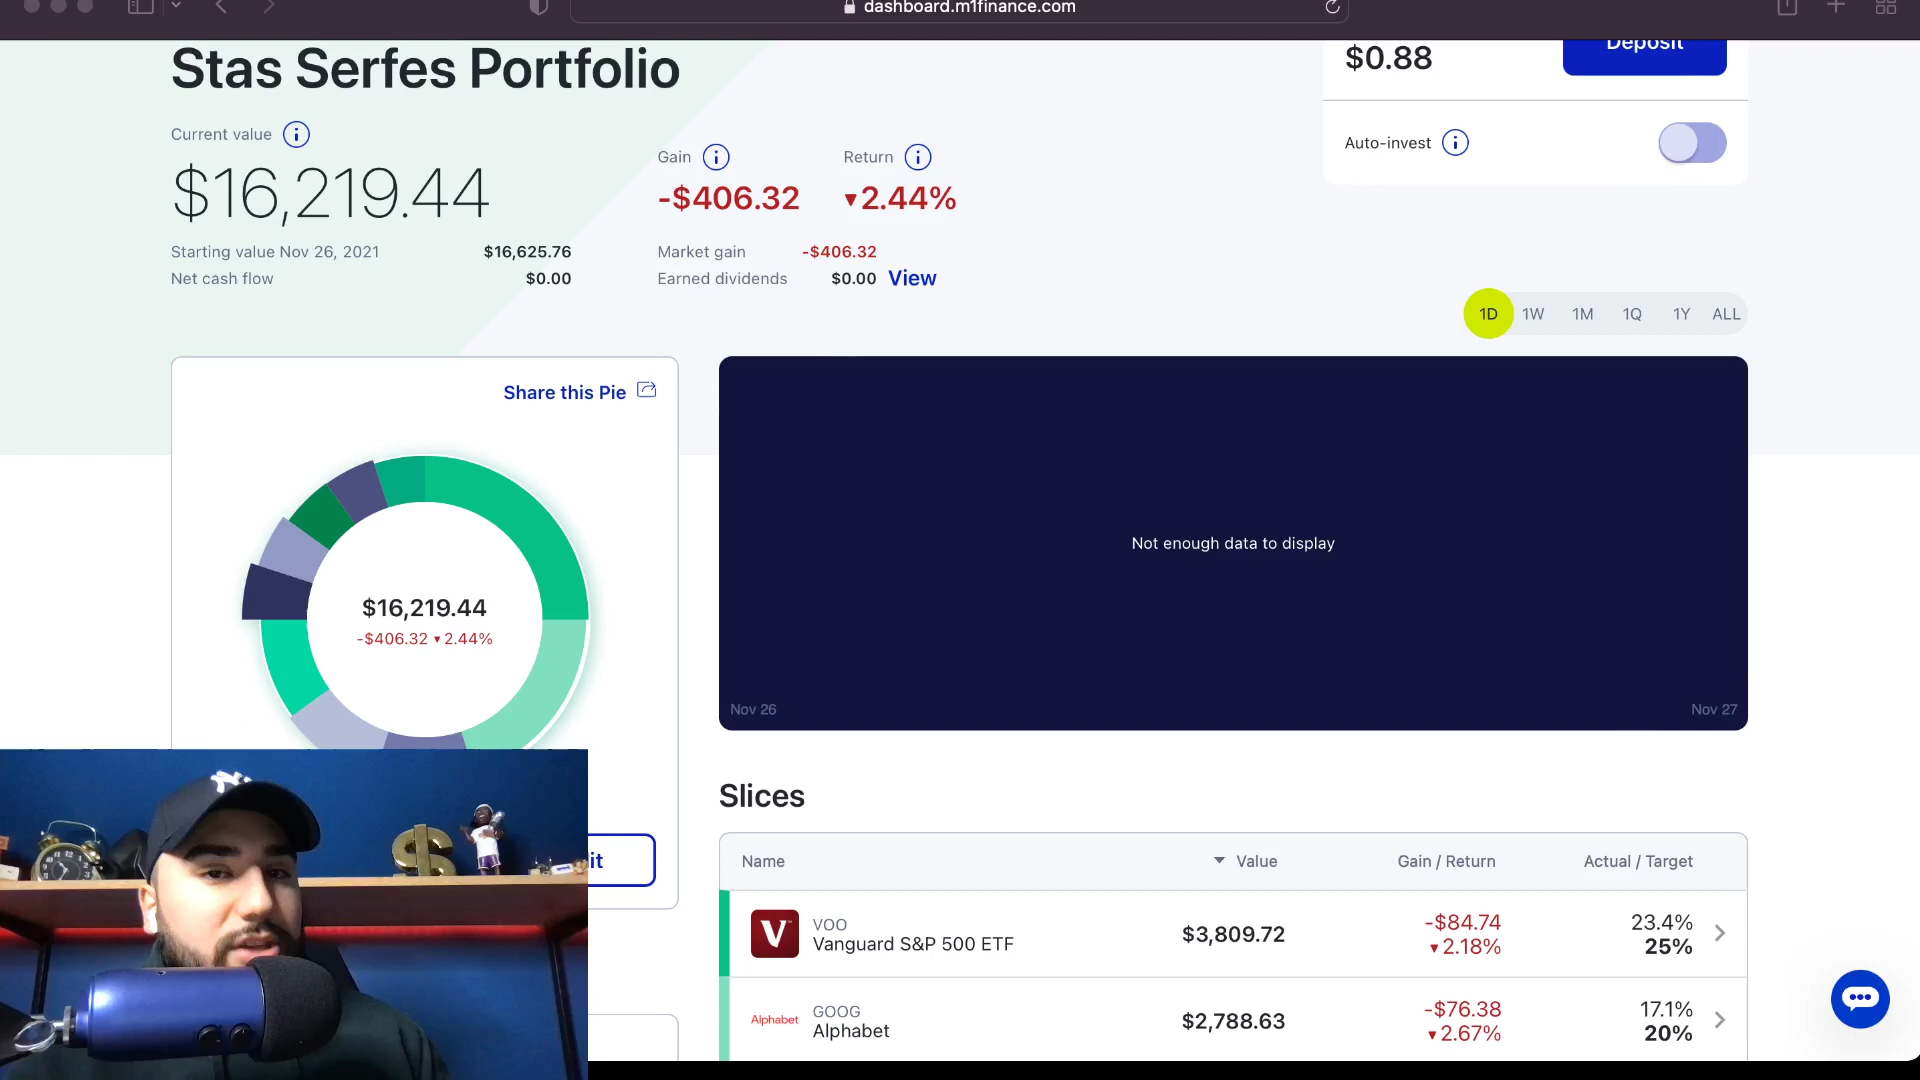 dashboard.m1finance.com
Stas Serfes Portfolio
$0.88
Deposit
Current value
$16,219.44
Gain
-$406.32
Return
▼2.44%
Auto-invest
Starting value Nov 26, 2021 $16,625.76
Net cash flow $0.00
Market gain -$406.32
Earned dividends $0.00 View
1D 1W 1M 1Q 1Y ALL
Share this Pie
$16,219.44
-$406.32 ▼2.44%
Not enough data to display
Nov 26 Nov 27
it
Slices
Name ▼ Value Gain / Return Actual / Target
V
VOO
Vanguard S&P 500 ETF
$3,809.72
-$84.74
▼2.18%
23.4%
25%
Alphabet
GOOG
Alphabet
$2,788.63
-$76.38
▼2.67%
17.1%
20%